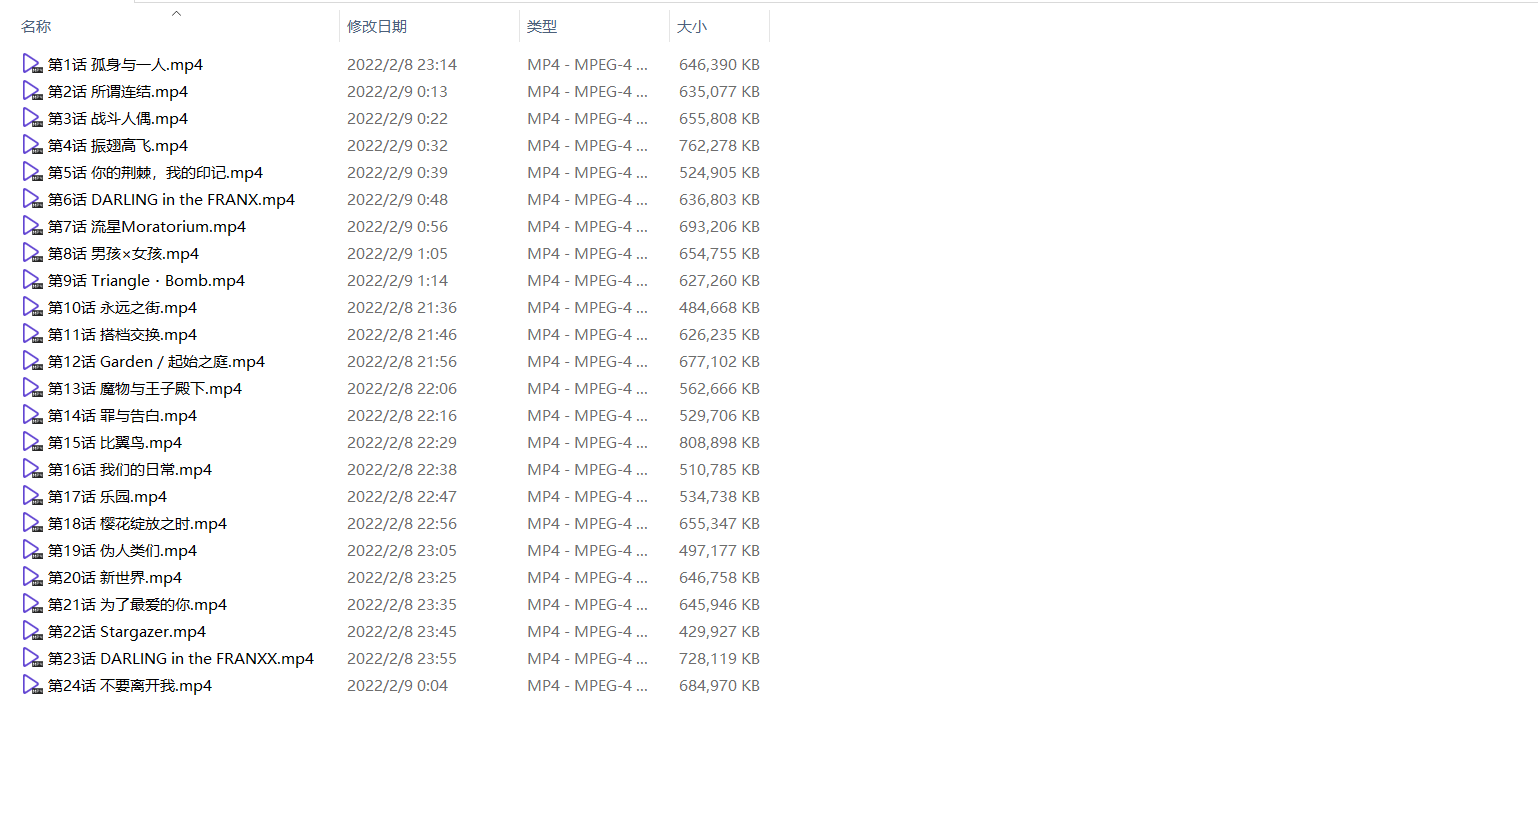 名称 修改日期 类型 大小
第1话 孤身与一人.mp4 2022/2/8 23:14 MP4 - MPEG-4 ... 646,390 KB
第2话 所谓连结.mp4 2022/2/9 0:13 MP4 - MPEG-4 ... 635,077 KB
第3话 战斗人偶.mp4 2022/2/9 0:22 MP4 - MPEG-4 ... 655,808 KB
第4话 振翅高飞.mp4 2022/2/9 0:32 MP4 - MPEG-4 ... 762,278 KB
第5话 你的荆棘，我的印记.mp4 2022/2/9 0:39 MP4 - MPEG-4 ... 524,905 KB
第6话 DARLING in the FRANX.mp4 2022/2/9 0:48 MP4 - MPEG-4 ... 636,803 KB
第7话 流星Moratorium.mp4 2022/2/9 0:56 MP4 - MPEG-4 ... 693,206 KB
第8话 男孩×女孩.mp4 2022/2/9 1:05 MP4 - MPEG-4 ... 654,755 KB
第9话 Triangle・Bomb.mp4 2022/2/9 1:14 MP4 - MPEG-4 ... 627,260 KB
第10话 永远之街.mp4 2022/2/8 21:36 MP4 - MPEG-4 ... 484,668 KB
第11话 搭档交换.mp4 2022/2/8 21:46 MP4 - MPEG-4 ... 626,235 KB
第12话 Garden / 起始之庭.mp4 2022/2/8 21:56 MP4 - MPEG-4 ... 677,102 KB
第13话 魔物与王子殿下.mp4 2022/2/8 22:06 MP4 - MPEG-4 ... 562,666 KB
第14话 罪与告白.mp4 2022/2/8 22:16 MP4 - MPEG-4 ... 529,706 KB
第15话 比翼鸟.mp4 2022/2/8 22:29 MP4 - MPEG-4 ... 808,898 KB
第16话 我们的日常.mp4 2022/2/8 22:38 MP4 - MPEG-4 ... 510,785 KB
第17话 乐园.mp4 2022/2/8 22:47 MP4 - MPEG-4 ... 534,738 KB
第18话 樱花绽放之时.mp4 2022/2/8 22:56 MP4 - MPEG-4 ... 655,347 KB
第19话 伪人类们.mp4 2022/2/8 23:05 MP4 - MPEG-4 ... 497,177 KB
第20话 新世界.mp4 2022/2/8 23:25 MP4 - MPEG-4 ... 646,758 KB
第21话 为了最爱的你.mp4 2022/2/8 23:35 MP4 - MPEG-4 ... 645,946 KB
第22话 Stargazer.mp4 2022/2/8 23:45 MP4 - MPEG-4 ... 429,927 KB
第23话 DARLING in the FRANXX.mp4 2022/2/8 23:55 MP4 - MPEG-4 ... 728,119 KB
第24话 不要离开我.mp4 2022/2/9 0:04 MP4 - MPEG-4 ... 684,970 KB